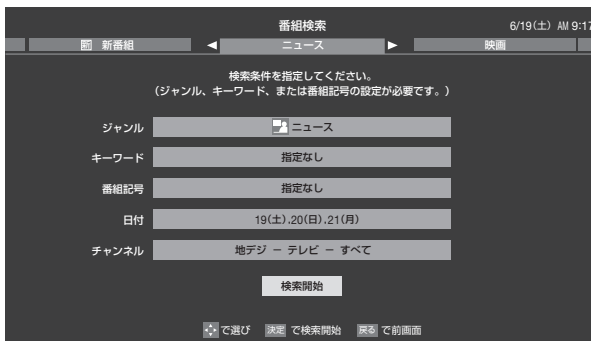 番組検索 6/19(土) AM 9:17
新 新番組 ◀ ニュース ▶ 映画
検索条件を指定してください。
(ジャンル、キーワード、または番組記号の設定が必要です。)
ジャンル ニュース
キーワード 指定なし
番組記号 指定なし
日付 19(土).20(日).21(月)
チャンネル 地デジ − テレビ − すべて
検索開始
で選び 決定 で検索開始 戻る で前画面